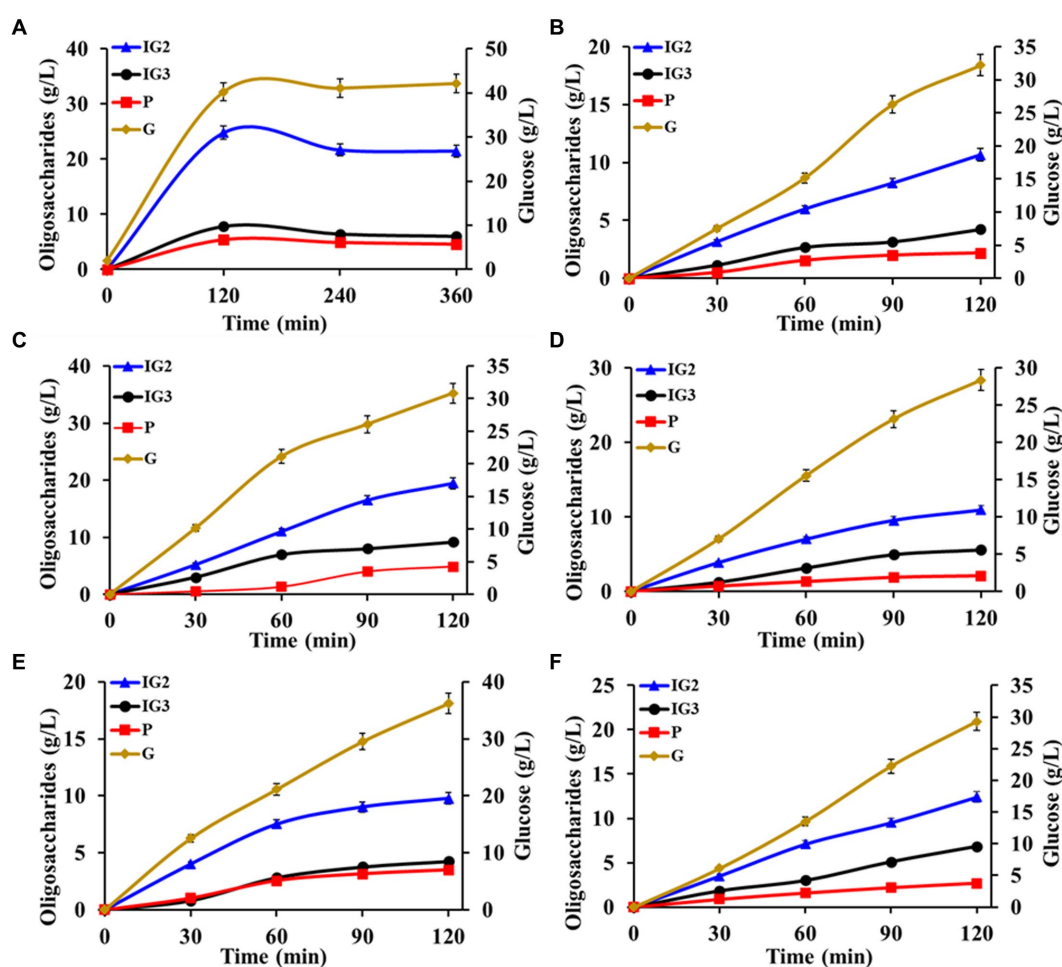 A
Oligosaccharides (g/L)
40
30
20
10
0
IG2
IG3
P
G
50
40
30
20
10
0
Glucose (g/L)
0 120 240 360
Time (min)
B
Oligosaccharides (g/L)
20
15
10
5
0
IG2
IG3
P
G
35
30
25
20
15
10
5
0
Glucose (g/L)
0 30 60 90 120
Time (min)
C
Oligosaccharides (g/L)
40
30
20
10
0
IG2
IG3
P
G
35
30
25
20
15
10
5
0
Glucose (g/L)
0 30 60 90 120
Time (min)
D
Oligosaccharides (g/L)
30
20
10
0
IG2
IG3
P
G
30
25
20
15
10
5
0
Glucose (g/L)
0 30 60 90 120
Time (min)
E
Oligosaccharides (g/L)
20
15
10
5
0
IG2
IG3
P
G
40
30
20
10
0
Glucose (g/L)
0 30 60 90 120
Time (min)
F
Oligosaccharides (g/L)
25
20
15
10
5
0
IG2
IG3
P
G
35
30
25
20
15
10
5
0
Glucose (g/L)
0 30 60 90 120
Time (min)